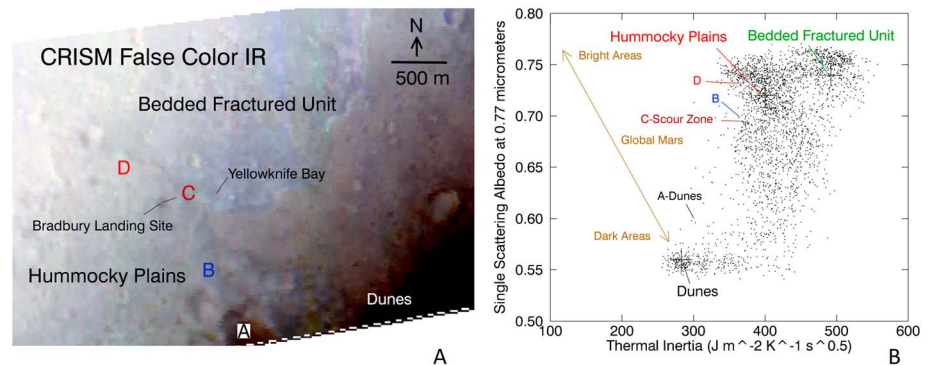 CRISM False Color IR
N
500 m
Bedded Fractured Unit
D
C
Yellowknife Bay
Bradbury Landing Site
Hummocky Plains
B
Dunes
A
A
B
Single Scattering Albedo at 0.77 micrometers
0.80
0.75
0.70
0.65
0.60
0.55
0.50
Hummocky Plains
Bedded Fractured Unit
Bright Areas
D
B
C-Scour Zone
Global Mars
A-Dunes
Dark Areas
Dunes
100 200 300 400 500 600
Thermal Inertia (J m^-2 K^-1 s^0.5)